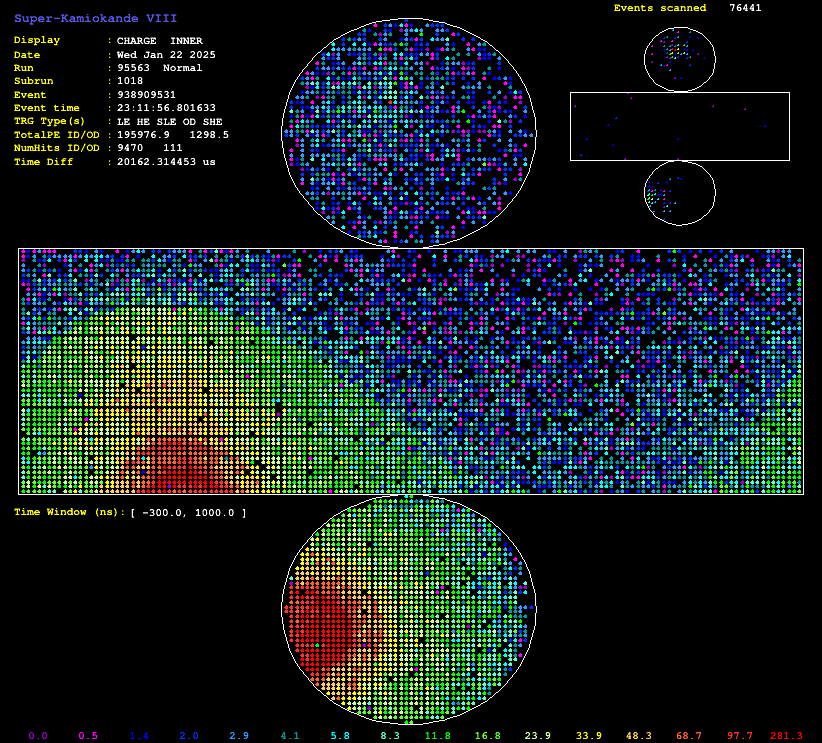 Super-Kamiokande VIII
Events scanned 76441
Display : CHARGE INNER
Date : Wed Jan 22 2025
Run : 95563 Normal
Subrun : 1018
Event : 938909531
Event time : 23:11:56.801633
TRG Type(s) : LE HE SLE OD SHE
TotalPE ID/OD : 195976.9 1298.5
NumHits ID/OD : 9470 111
Time Diff : 20162.314453 us
Time Window (ns): [ -300.0, 1000.0 ]
0.0 0.5 1.4 2.0 2.9 4.1 5.8 8.3 11.8 16.8 23.9 33.9 48.3 68.7 97.7 281.3